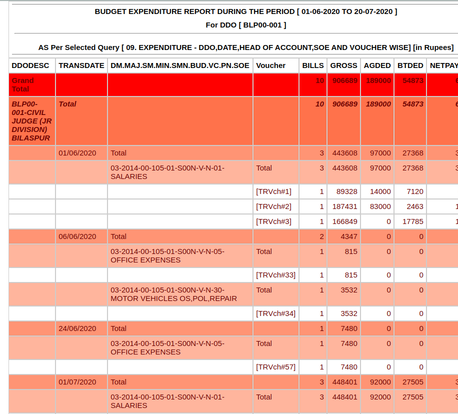 BUDGET EXPENDITURE REPORT DURING THE PERIOD [ 01-06-2020 TO 20-07-2020 ]
For DDO [ BLP00-001 ]
AS Per Selected Query [ 09. EXPENDITURE - DDO,DATE,HEAD OF ACCOUNT,SOE AND VOUCHER WISE] [in Rupees]
DDODESC TRANSDATE DM.MAJ.SM.MIN.SMN.BUD.VC.PN.SOE Voucher BILLS GROSS AGDED BTDED NETPAY
Grand Total 10 906689 189000 54873 6
BLP00-001-CIVIL JUDGE (JR DIVISION) BILASPUR Total 10 906689 189000 54873 6
01/06/2020 Total 3 443608 97000 27368 3
03-2014-00-105-01-S00N-V-N-01-SALARIES Total 3 443608 97000 27368 3
[TRVch#1] 1 89328 14000 7120
[TRVch#2] 1 187431 83000 2463 1
[TRVch#3] 1 166849 0 17785 1
06/06/2020 Total 2 4347 0 0
03-2014-00-105-01-S00N-V-N-05-OFFICE EXPENSES Total 1 815 0 0
[TRVch#33] 1 815 0 0
03-2014-00-105-01-S00N-V-N-30-MOTOR VEHICLES OS,POL,REPAIR Total 1 3532 0 0
[TRVch#34] 1 3532 0 0
24/06/2020 Total 1 7480 0 0
03-2014-00-105-01-S00N-V-N-05-OFFICE EXPENSES Total 1 7480 0 0
[TRVch#57] 1 7480 0 0
01/07/2020 Total 3 448401 92000 27505 3
03-2014-00-105-01-S00N-V-N-01-SALARIES Total 3 448401 92000 27505 3